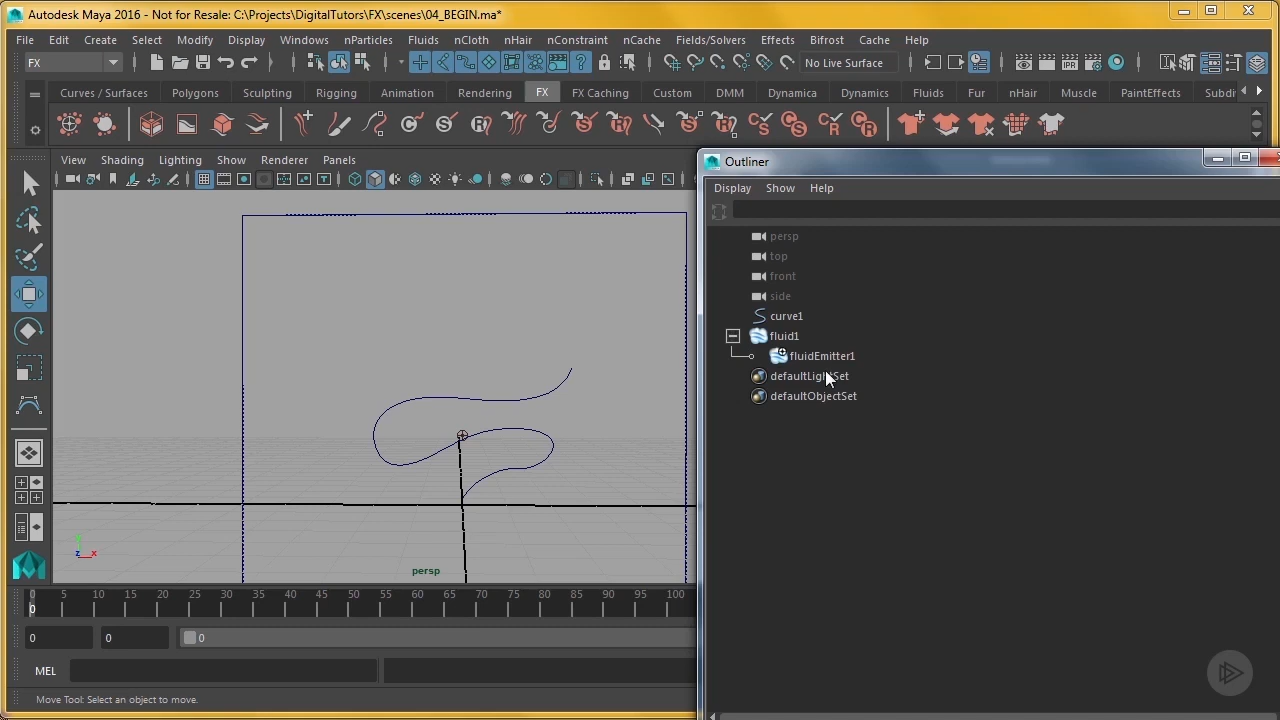 Autodesk Maya 2016 - Not for Resale: C:\Projects\DigitalTutors\FX\scenes\04_BEGIN.ma*
File Edit Create Select Modify Display Windows nParticles Fluids nCloth nHair nConstraint nCache Fields/Solvers Effects Bifrost Cache Help
FX No Live Surface IPR
Curves / Surfaces Polygons Sculpting Rigging Animation Rendering FX FX Caching Custom DMM Dynamica Dynamics Fluids Fur nHair Muscle PaintEffects Subdi
View Shading Lighting Show Renderer Panels
Outliner
Display Show Help
persp
top
front
side
curve1
fluid1
fluidEmitter1
defaultLightSet
defaultObjectSet
y
z x
persp
0 5 10 15 20 25 30 35 40 45 50 55 60 65 70 75 80 85 90 95 100
0
0 0 0
MEL
Move Tool: Select an object to move.